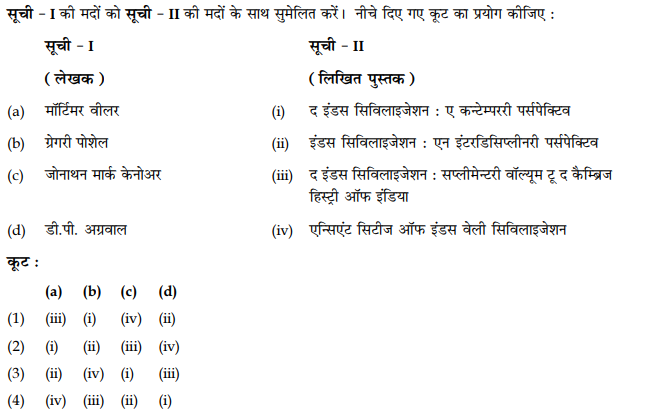 सूची - I की मदों को सूची - II की मदों के साथ सुमेलित करें। नीचे दिए गए कूट का प्रयोग कीजिए :
सूची - I सूची - II
( लेखक ) ( लिखित पुस्तक )
(a) मॉर्टिमर वीलर (i) द इंडस सिविलाइजेशन : ए कन्टेम्पररी पर्सपेक्टिव
(b) ग्रेगरी पोशेल (ii) इंडस सिविलाइजेशन : एन इंटरडिसिप्लीनरी पर्सपेक्टिव
(c) जोनाथन मार्क केनोअर (iii) द इंडस सिविलाइजेशन : सप्लीमेन्टरी वॉल्यूम टू द कैम्ब्रिज
हिस्ट्री ऑफ इंडिया
(d) डी.पी. अग्रवाल (iv) एन्सिएंट सिटीज ऑफ इंडस वेली सिविलाइजेशन
कूट :
(a) (b) (c) (d)
(1) (iii) (i) (iv) (ii)
(2) (i) (ii) (iii) (iv)
(3) (ii) (iv) (i) (iii)
(4) (iv) (iii) (ii) (i)